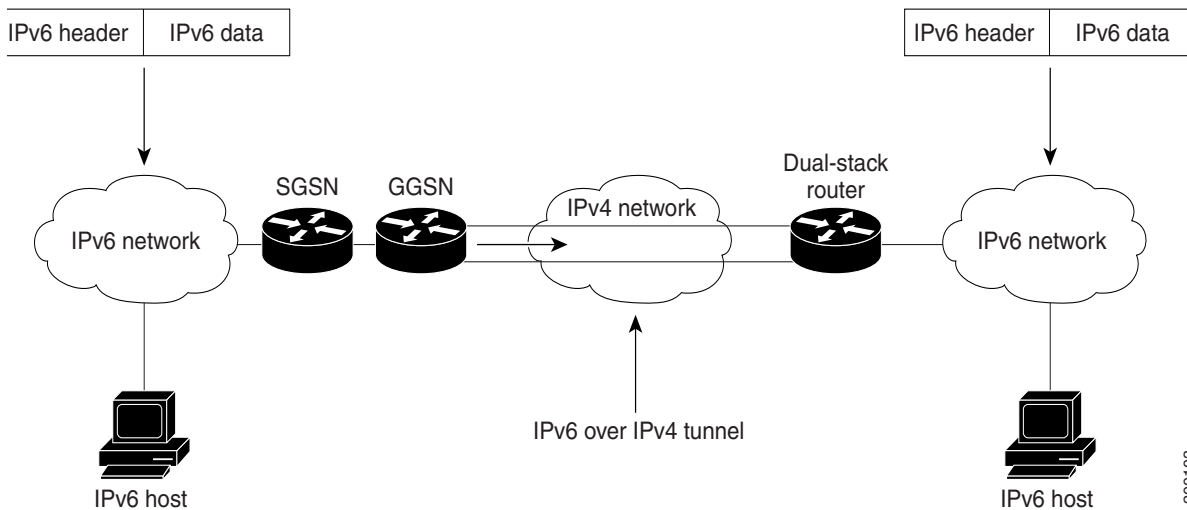 IPv6 header IPv6 data
IPv6 header IPv6 data
SGSN
GGSN
IPv4 network
Dual-stack
router
IPv6 network
IPv6 network
IPv6 over IPv4 tunnel
IPv6 host
IPv6 host